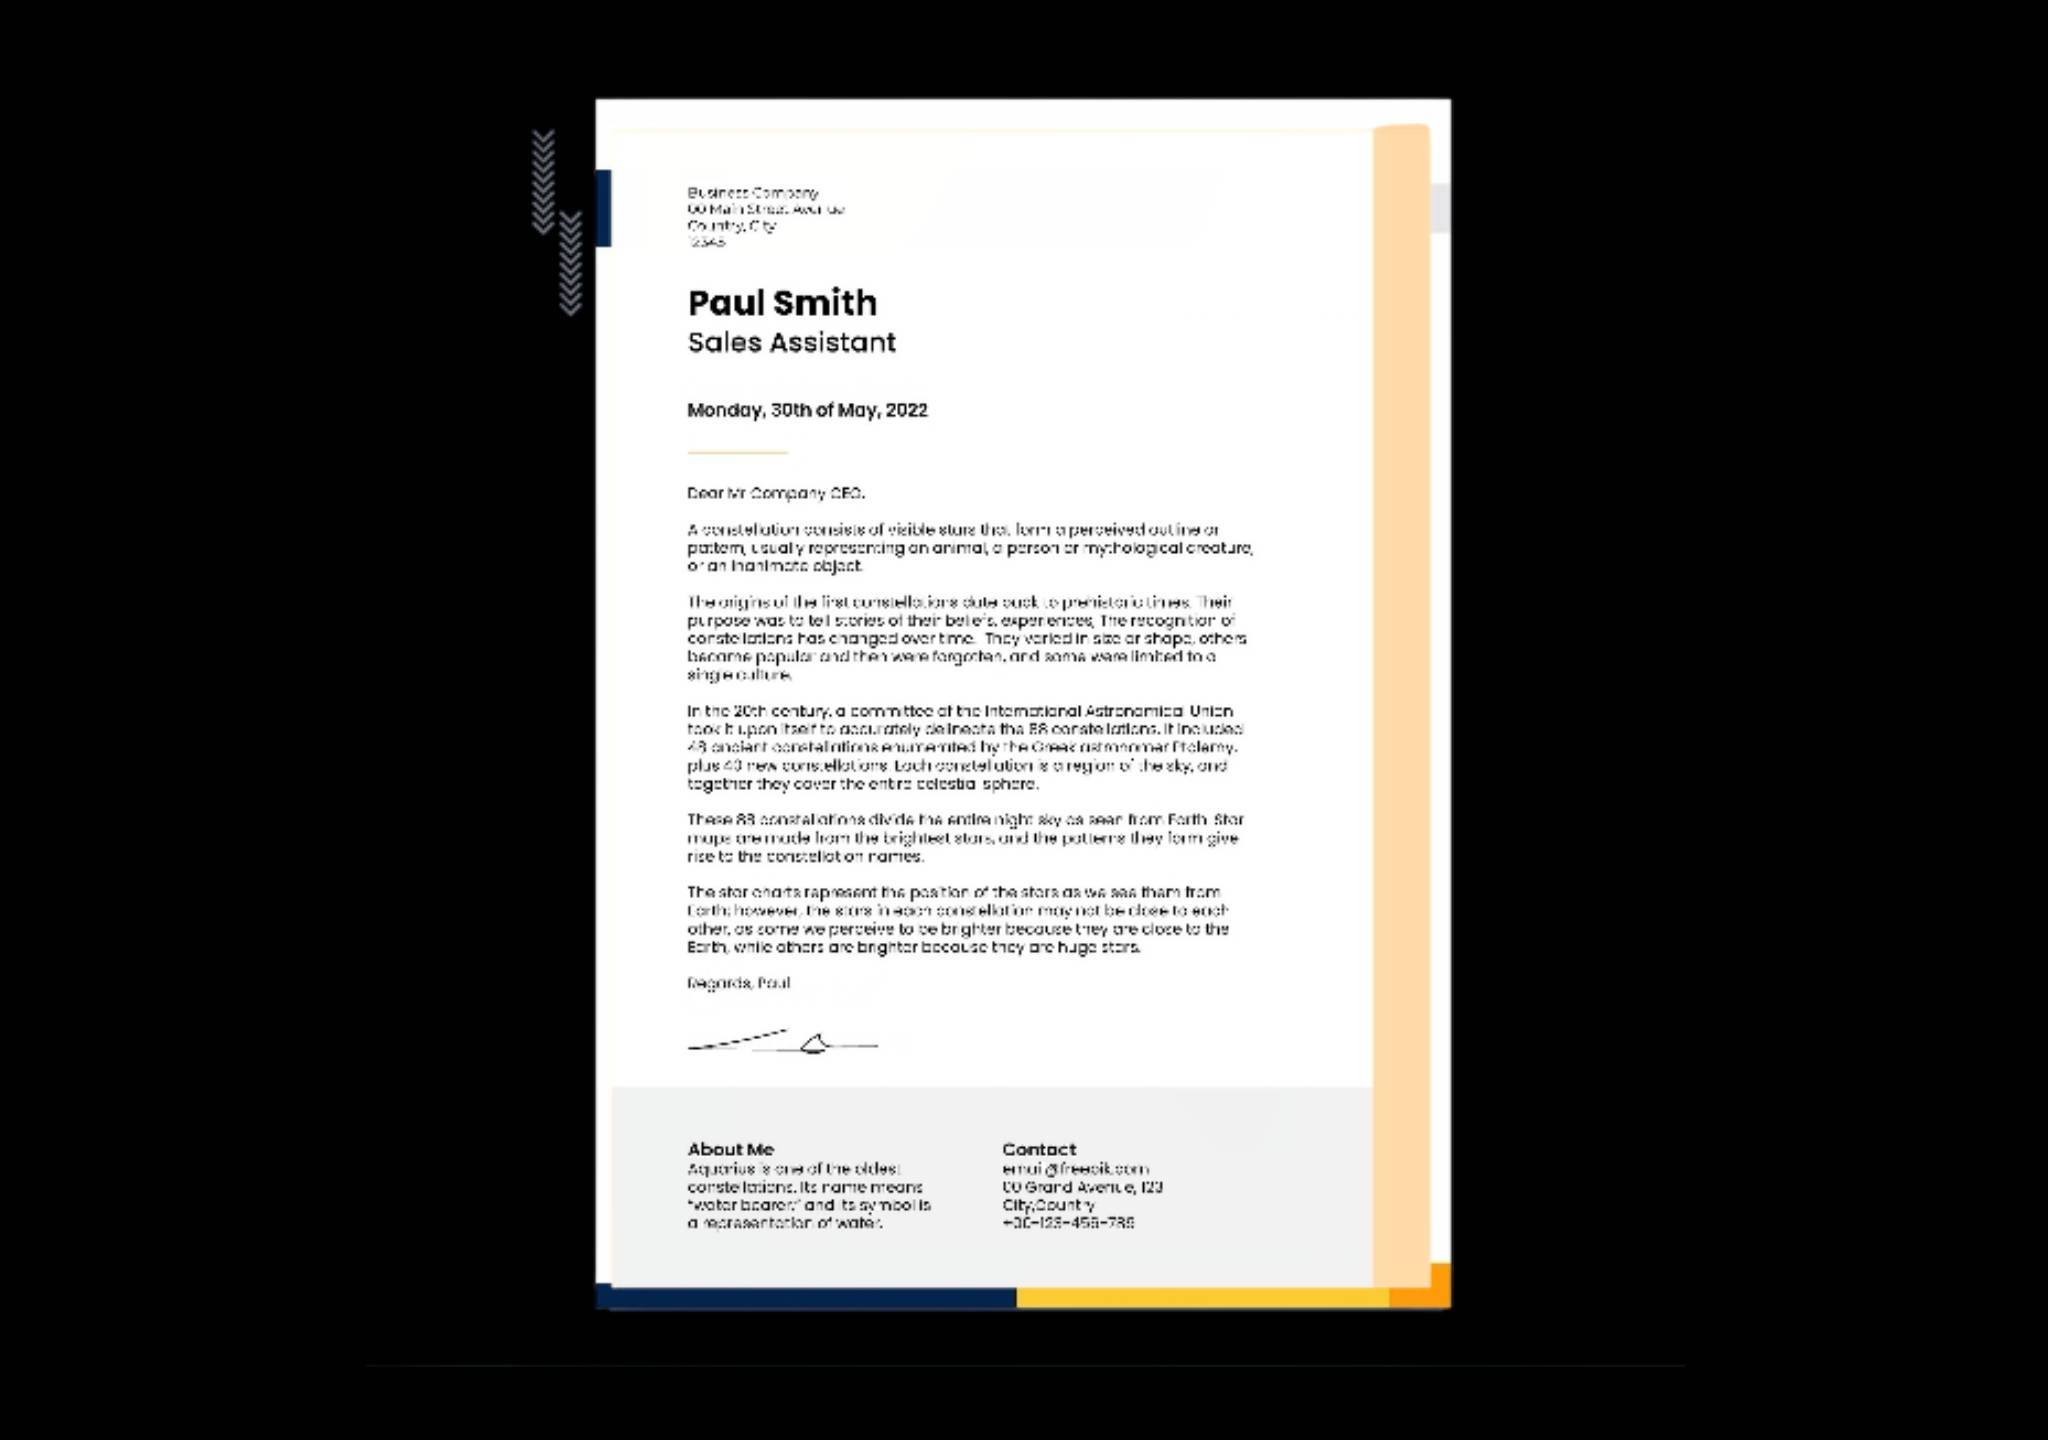 Business Company
00 Main Street Avenue
Country, City
12345
Paul Smith
Sales Assistant
Monday, 30th of May, 2022
Dear Mr Company CEO,
A constellation consists of visible stars that form a perceived outline or
pattern, usually representing an animal, a person or mythological creature,
or an inanimate object.
The origins of the first constellations date back to prehistoric times. Their
purpose was to tell stories of their beliefs, experiences, The recognition of
constellations has changed over time. They varied in size or shape, others
became popular and then were forgotten, and some were limited to a
single culture.
In the 20th century, a committee of the International Astronomical Union
took it upon itself to accurately delineate the 88 constellations. It included
48 ancient constellations enumerated by the Greek astronomer Ptolemy,
plus 40 new constellations. Each constellation is a region of the sky, and
together they cover the entire celestial sphere.
These 88 constellations divide the entire night sky as seen from Earth. Star
maps are made from the brightest stars, and the patterns they form give
rise to the constellation names.
The star charts represent the position of the stars as we see them from
Earth; however, the stars in each constellation may not be close to each
other, as some we perceive to be brighter because they are close to the
Earth, while others are brighter because they are huge stars.
Regards, Paul
About Me
Aquarius is one of the oldest
constellations. Its name means
"water bearer," and its symbol is
a representation of water.
Contact
email@freepik.com
00 Grand Avenue, 123
City,Country
+00-123-456-789